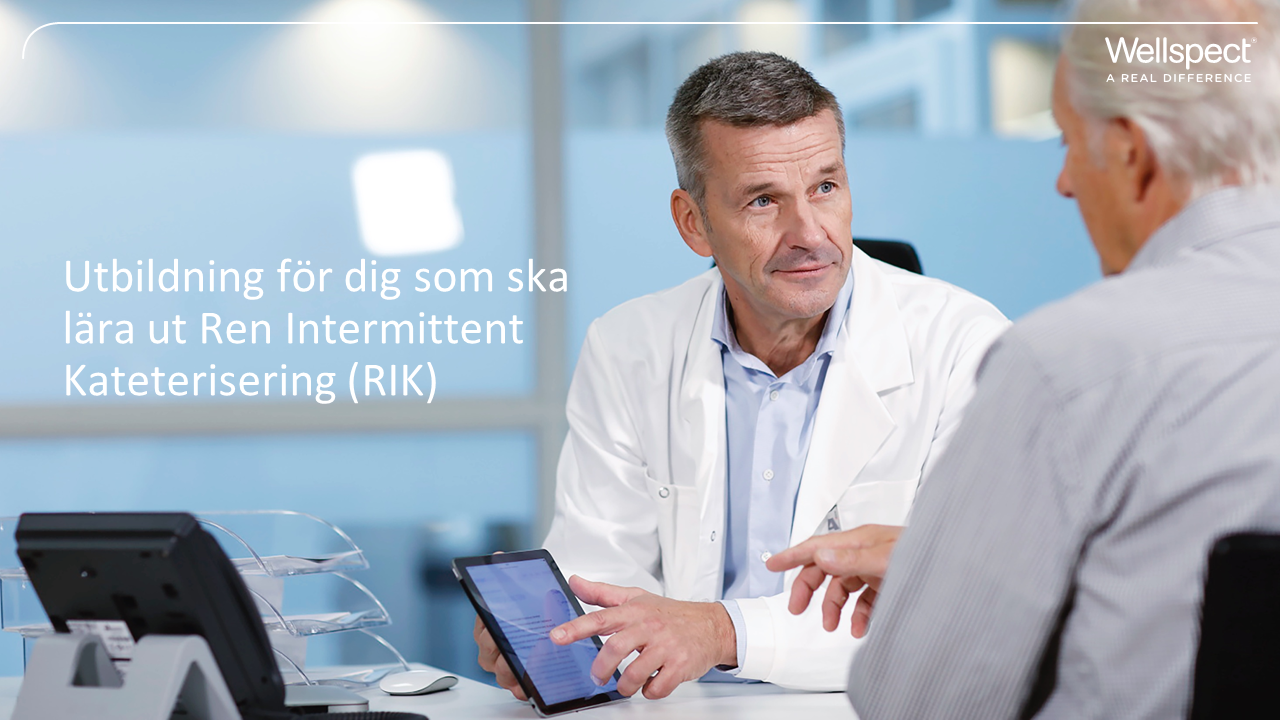 Wellspect®
A REAL DIFFERENCE
Utbildning för dig som ska
lära ut Ren Intermittent
Kateterisering (RIK)